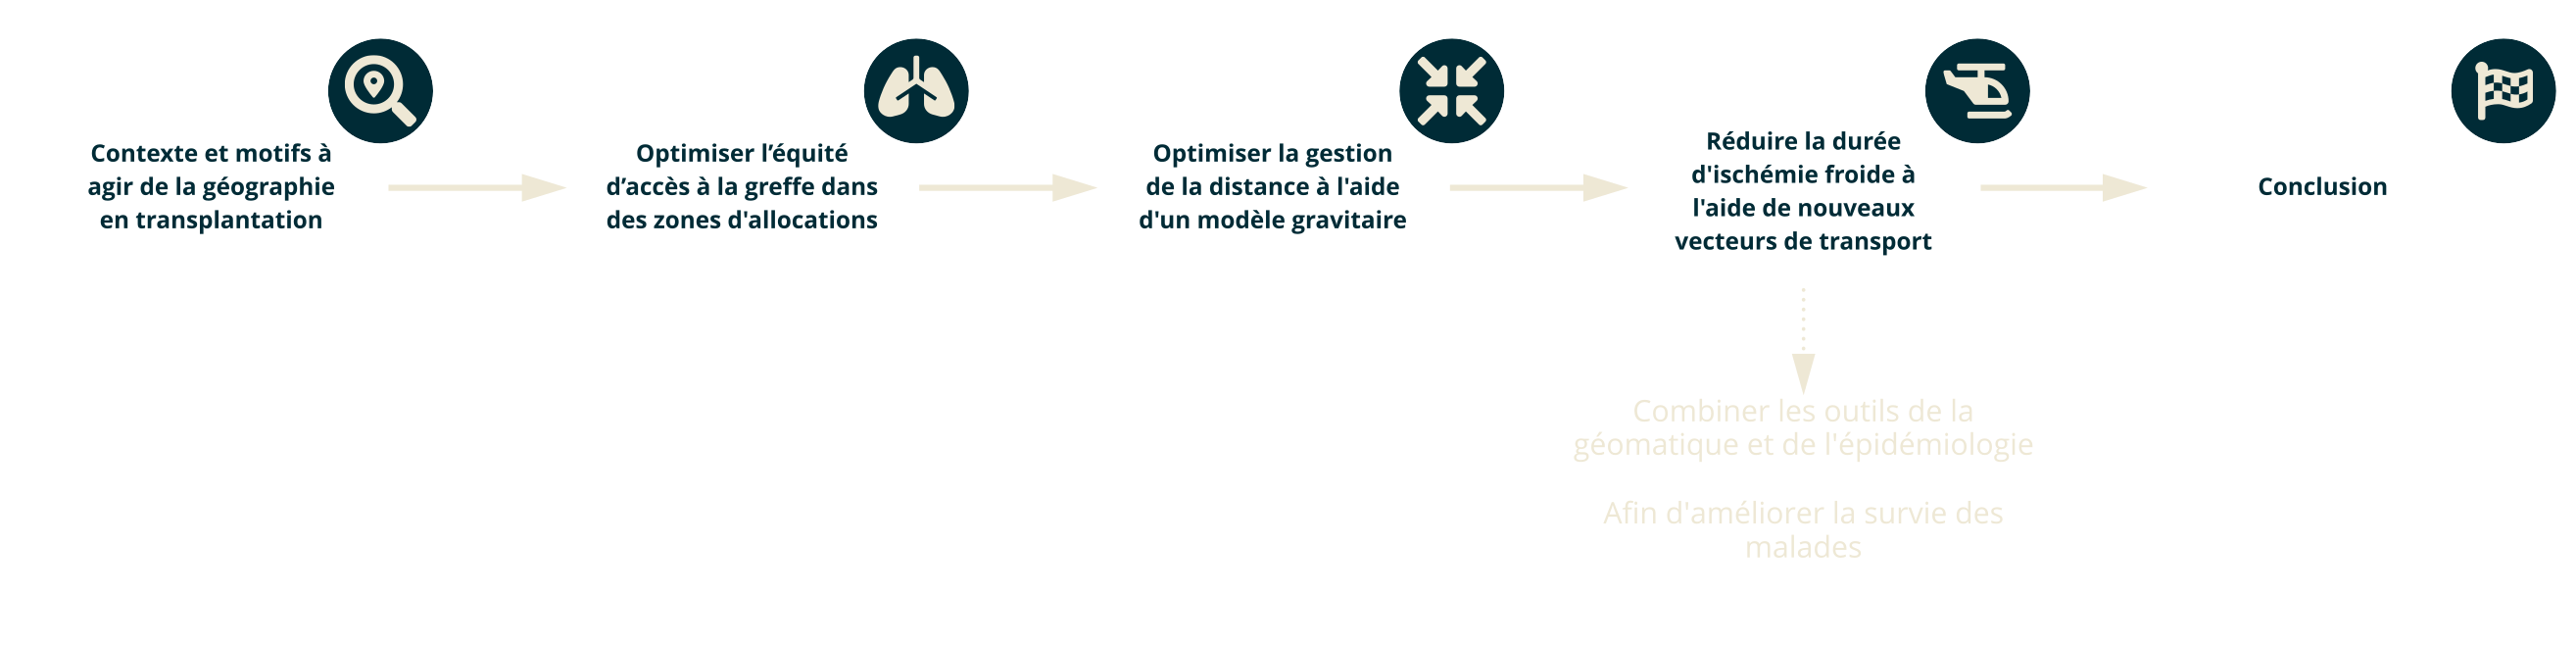 Contexte et motifs à
agir de la géographie
en transplantation
Optimiser l’équité
d’accès à la greffe dans
des zones d'allocations
Optimiser la gestion
de la distance à l'aide
d'un modèle gravitaire
Réduire la durée
d'ischémie froide à
l'aide de nouveaux
vecteurs de transport
Conclusion
Combiner les outils de la
géomatique et de l'épidémiologie
Afin d'améliorer la survie des
malades